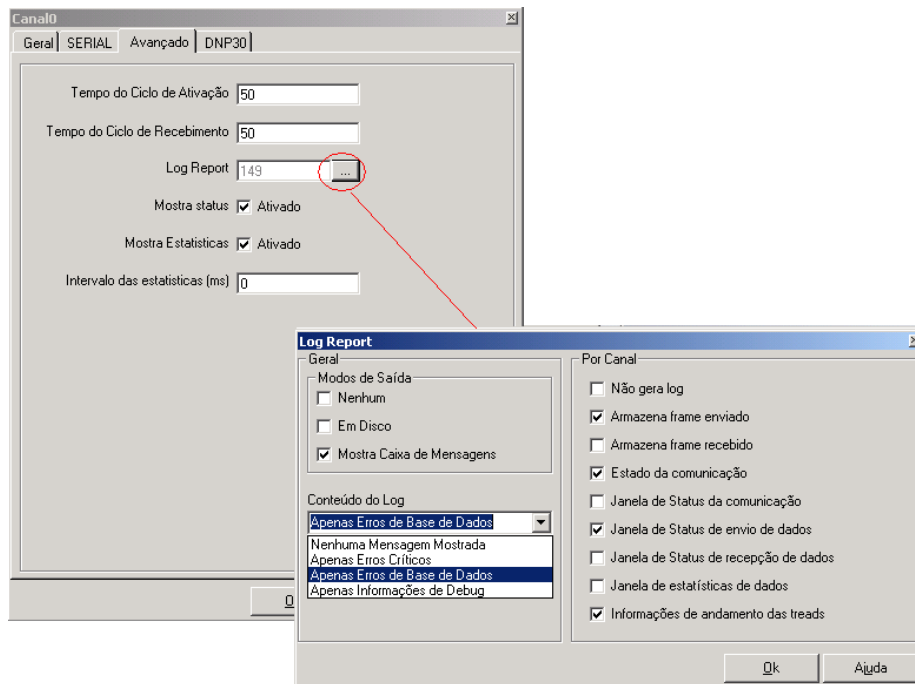 Canal0
Geral SERIAL Avançado DNP30
Tempo do Ciclo de Ativação 50
Tempo do Ciclo de Recebimento 50
Log Report 149 ...
Mostra status Ativado
Mostra Estatisticas Ativado
Intervalo das estatisticas (ms) 0
Log Report
Geral
Modos de Saída
Nenhum
Em Disco
Mostra Caixa de Mensagens
Conteúdo do Log
Apenas Erros de Base de Dados
Nenhuma Mensagem Mostrada
Apenas Erros Críticos
Apenas Erros de Base de Dados
Apenas Informações de Debug
Por Canal
Não gera log
Armazena frame enviado
Armazena frame recebido
Estado da comunicação
Janela de Status da comunicação
Janela de Status de envio de dados
Janela de Status de recepção de dados
Janela de estatísticas de dados
Informações de andamento das treads
Ok Ajuda